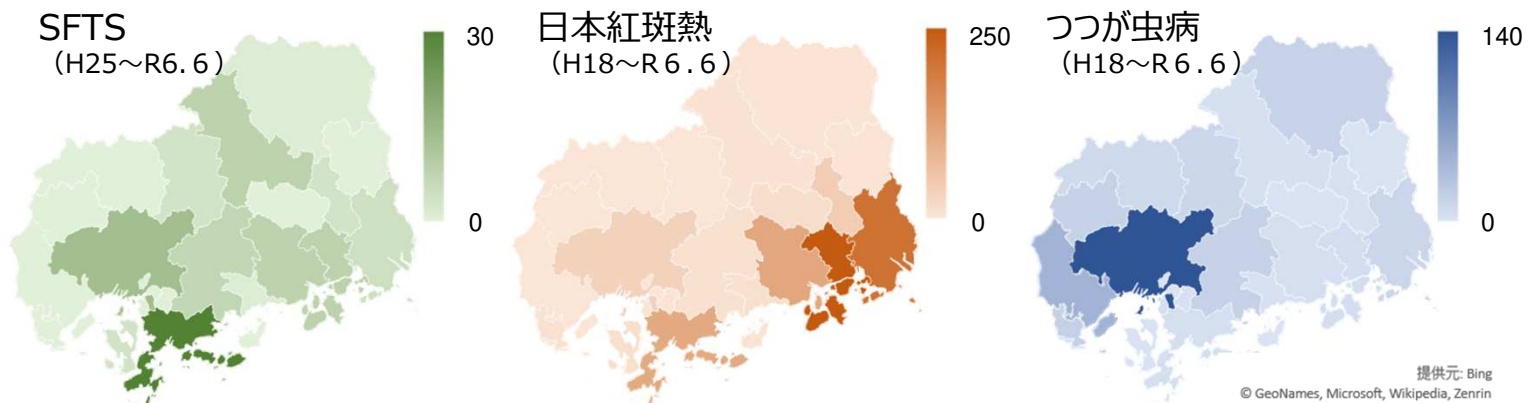 SFTS
（H25～R6.6）
30
0
日本紅斑熱
（H18～R６.６）
250
0
つつが虫病
（H18～R６.６）
140
0
提供元: Bing
© GeoNames, Microsoft, Wikipedia, Zenrin